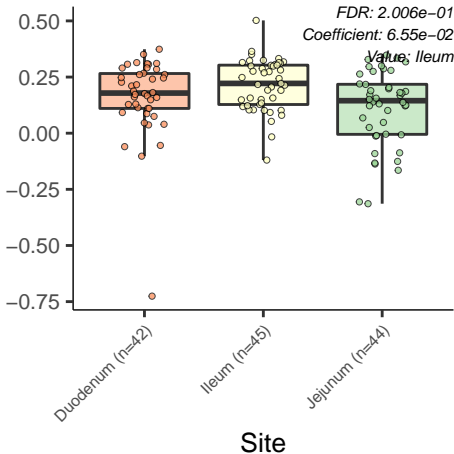 FDR: 2.006e−01
Coefficient: 6.55e−02
Value: Ileum
0.50
0.25
0.00
−0.25
−0.50
−0.75
Duodenum (n=42)
Ileum (n=45)
Jejunum (n=44)
Site